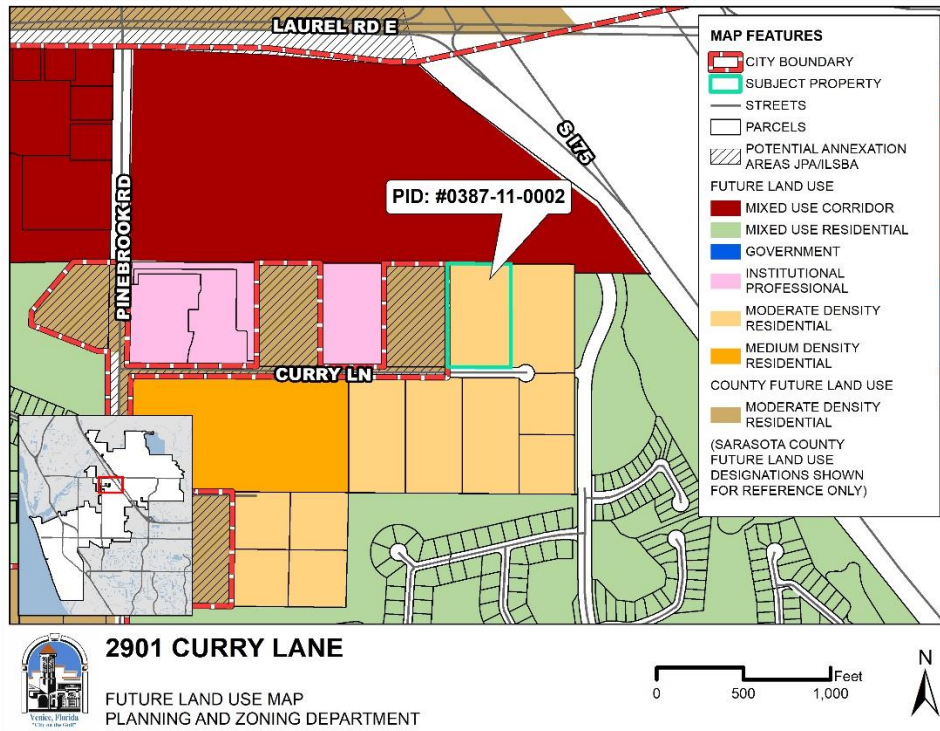 LAUREL RD E
S I75
PINEBROOK RD
PID: #0387-11-0002
CURRY LN
MAP FEATURES
CITY BOUNDARY
SUBJECT PROPERTY
STREETS
PARCELS
POTENTIAL ANNEXATION
AREAS JPA/ILSBA
FUTURE LAND USE
MIXED USE CORRIDOR
MIXED USE RESIDENTIAL
GOVERNMENT
INSTITUTIONAL
PROFESSIONAL
MODERATE DENSITY
RESIDENTIAL
MEDIUM DENSITY
RESIDENTIAL
COUNTY FUTURE LAND USE
MODERATE DENSITY
RESIDENTIAL
(SARASOTA COUNTY
FUTURE LAND USE
DESIGNATIONS SHOWN
FOR REFERENCE ONLY)
Venice, Florida
"City on the Gulf"
2901 CURRY LANE
FUTURE LAND USE MAP
PLANNING AND ZONING DEPARTMENT
Feet
0 500 1,000
N